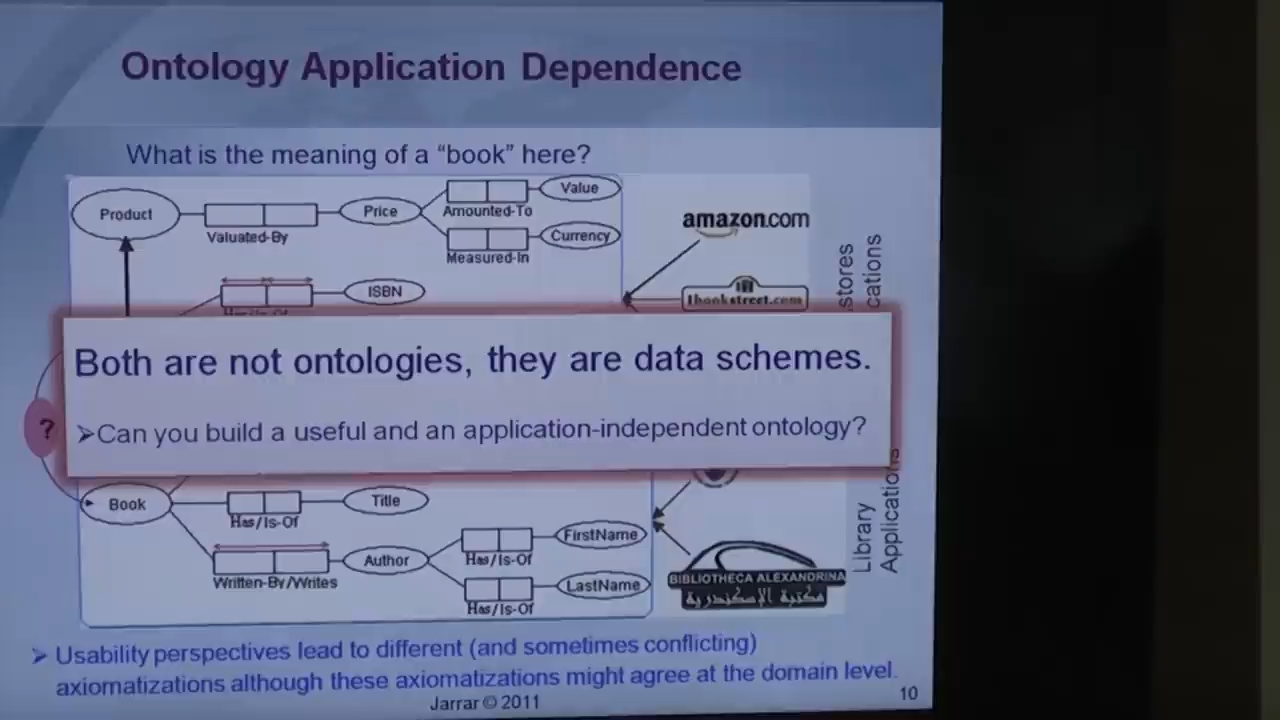 Ontology Application Dependence
What is the meaning of a “book” here?
Product
Valuated-By
Price
Amounted-To
Value
Measured-In
Currency
ISBN
amazon.com
1bookstreet.com
stores
cations
Both are not ontologies, they are data schemes.
➢Can you build a useful and an application-independent ontology?
?
Book
Has/Is-Of
Title
Written-By/Writes
Author
Has/Is-Of
FirstName
Has/Is-Of
LastName
Library
Applications
BIBLIOTHECA ALEXANDRINA
مكتبة الإسكندرية
➢ Usability perspectives lead to different (and sometimes conflicting)
axiomatizations although these axiomatizations might agree at the domain level.
Jarrar © 2011
10